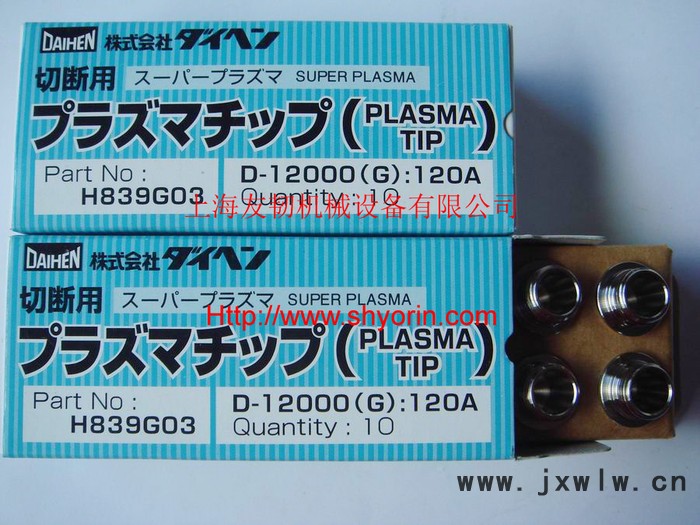 DAIHEN 株式会社ダイヘン
切断用 スーパープラズマ SUPER PLASMA
プラズマチップ(PLASMA TIP)
Part No : D-12000(G):120A
H839G03 Quantity : 10
上海友韧机械设备有限公司
DAIHEN 株式会社ダイヘン
切断用 スーパープラズマ SUPER PLASMA
Http://www.shyorin.com
プラズマチップ(PLASMA TIP)
Part No : D-12000(G):120A
H839G03 Quantity : 10
www.jxwlw.cn